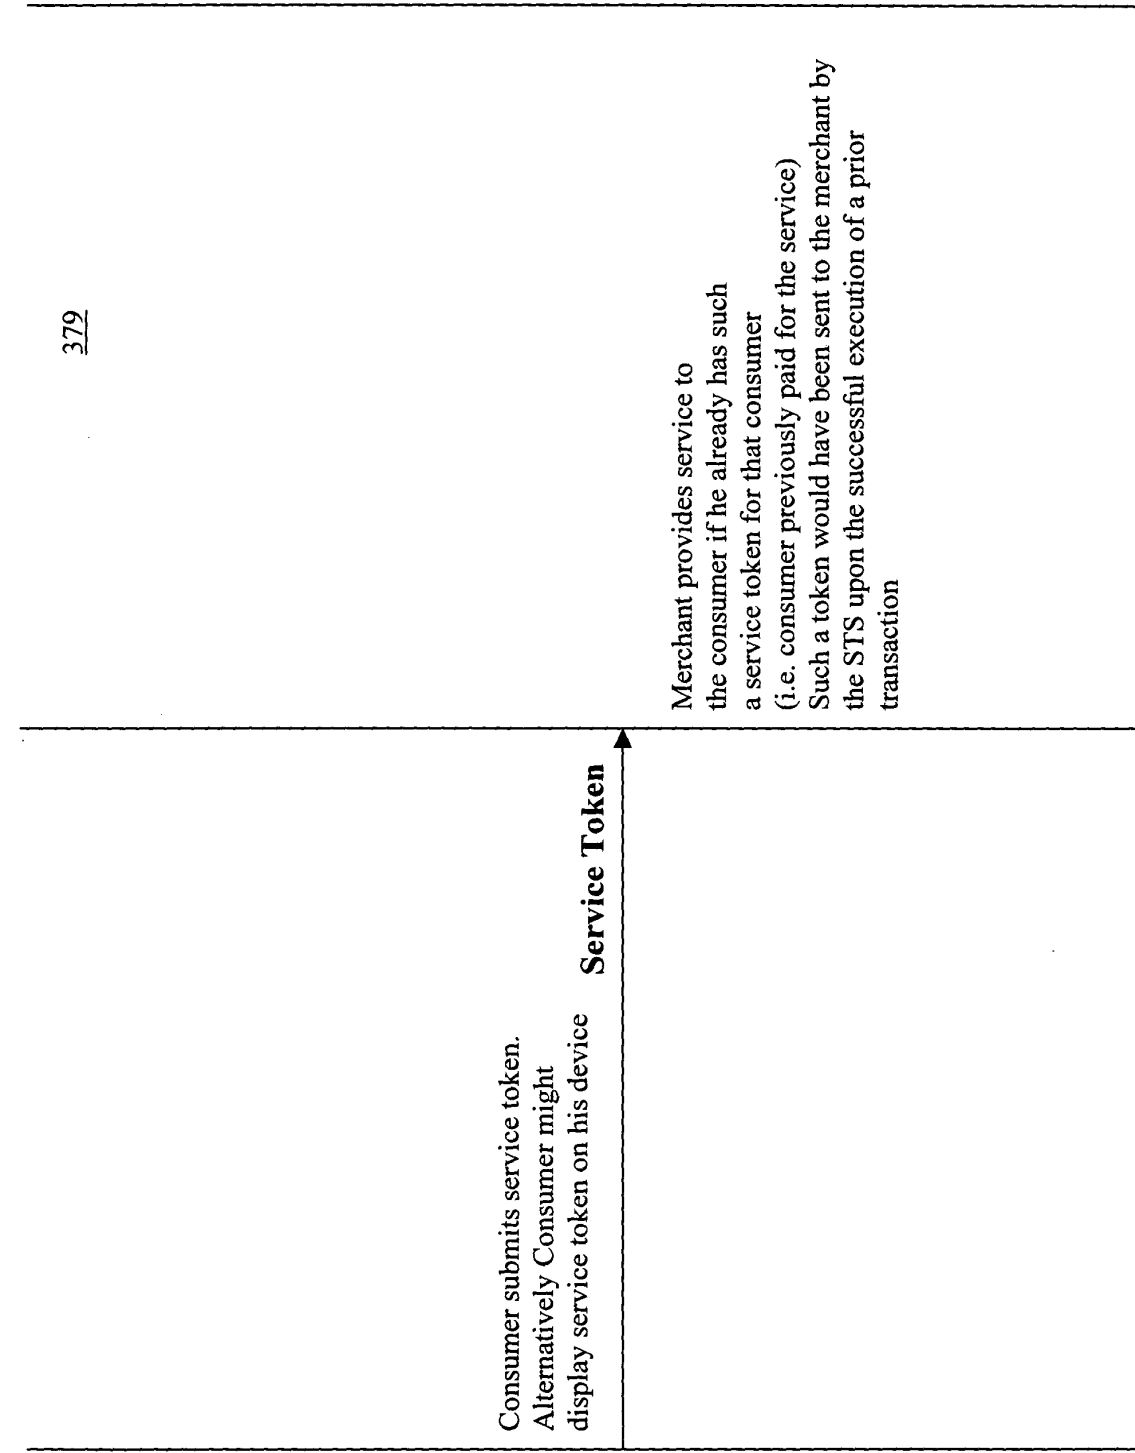 379
Consumer submits service token.
Alternatively Consumer might
display service token on his device
Service Token
Merchant provides service to
the consumer if he already has such
a service token for that consumer
(i.e. consumer previously paid for the service)
Such a token would have been sent to the merchant by
the STS upon the successful execution of a prior
transaction